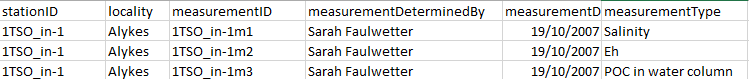 stationID locality measurementID measurementDeterminedBy measurementD measurementType
1TSO_in-1 Alykes 1TSO_in-1m1 Sarah Faulwetter 19/10/2007 Salinity
1TSO_in-1 Alykes 1TSO_in-1m2 Sarah Faulwetter 19/10/2007 Eh
1TSO_in-1 Alykes 1TSO_in-1m3 Sarah Faulwetter 19/10/2007 POC in water column